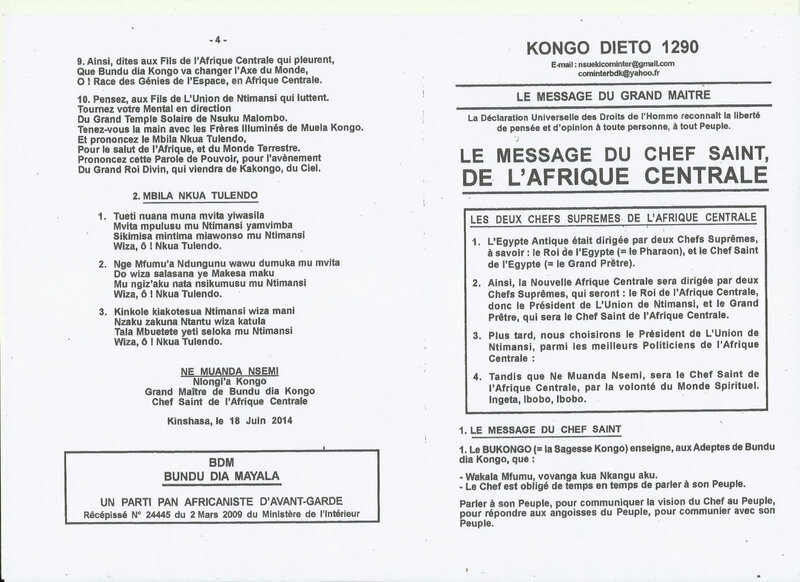 - 4 -
9. Ainsi, dites aux Fils de l'Afrique Centrale qui pleurent,
Que Bundu dia Kongo va changer l'Axe du Monde,
O ! Race des Génies de l'Espace, en Afrique Centrale.
10. Pensez, aux Fils de L'Union de Ntimansi qui luttent.
Tournez votre Mental en direction
Du Grand Temple Solaire de Nsuku Malombo.
Tenez-vous la main avec les Frères Illuminés de Muela Kongo.
Et prononcez le Mbila Nkua Tulendo,
Pour le salut de l'Afrique, et du Monde Terrestre.
Prononcez cette Parole de Pouvoir, pour l'avènement
Du Grand Roi Divin, qui viendra de Kakongo, du Ciel.
2. MBILA NKUA TULENDO
1. Tueti nuana muna mvita yiwasila
Mvita mpulusu mu Ntimansi yamvimba
Sikimisa mintima miawonso mu Ntimansi
Wiza, ô ! Nkua Tulendo.
2. Nge Mfumu'a Ndungunu wawu dumuka mu mvita
Do wiza salasana ye Makesa maku
Mu ngiz'aku nata nsikumusu mu Ntimansi
Wiza, ô ! Nkua Tulendo.
3. Kinkole kiakotesua Ntimansi wiza mani
Nzaku zakuna Ntantu wiza katula
Tala Mbuetete yeti seloka mu Ntimansi
Wiza, ô ! Nkua Tulendo.
NE MUANDA NSEMI
Nlongi'a Kongo
Grand Maître de Bundu dia Kongo
Chef Saint de l'Afrique Centrale
Kinshasa, le 18 Juin 2014
BDM
BUNDU DIA MAYALA
UN PARTI PAN AFRICANISTE D'AVANT-GARDE
Récépissé N° 24445 du 2 Mars 2009 du Ministère de l'Intérieur
KONGO DIETO 1290
E-mail : nsuekicominter@gmail.com
cominterbdk@yahoo.fr
LE MESSAGE DU GRAND MAITRE
La Déclaration Universelle des Droits de l'Homme reconnaît la liberté
de pensée et d'opinion à toute personne, à tout Peuple.
LE MESSAGE DU CHEF SAINT,
DE L'AFRIQUE CENTRALE
LES DEUX CHEFS SUPREMES DE L'AFRIQUE CENTRALE
1. L'Egypte Antique était dirigée par deux Chefs Suprêmes,
à savoir : le Roi de l'Egypte (= le Pharaon), et le Chef Saint
de l'Egypte (= le Grand Prêtre).
2. Ainsi, la Nouvelle Afrique Centrale sera dirigée par deux
Chefs Suprêmes, qui seront : le Roi de l'Afrique Centrale,
donc le Président de L'Union de Ntimansi, et le Grand
Prêtre, qui sera le Chef Saint de l'Afrique Centrale.
3. Plus tard, nous choisirons le Président de L'Union de
Ntimansi, parmi les meilleurs Politiciens de l'Afrique
Centrale :
4. Tandis que Ne Muanda Nsemi, sera le Chef Saint de
l'Afrique Centrale, par la volonté du Monde Spirituel.
Ingeta, Ibobo, Ibobo.
1. LE MESSAGE DU CHEF SAINT
1. Le BUKONGO (= la Sagesse Kongo) enseigne, aux Adeptes de Bundu
dia Kongo, que :
- Wakala Mfumu, vovanga kua Nkangu aku.
- Le Chef est obligé de temps en temps de parler à son Peuple.
Parler à son Peuple, pour communiquer la vision du Chef au Peuple,
pour répondre aux angoisses du Peuple, pour communier avec son
Peuple.